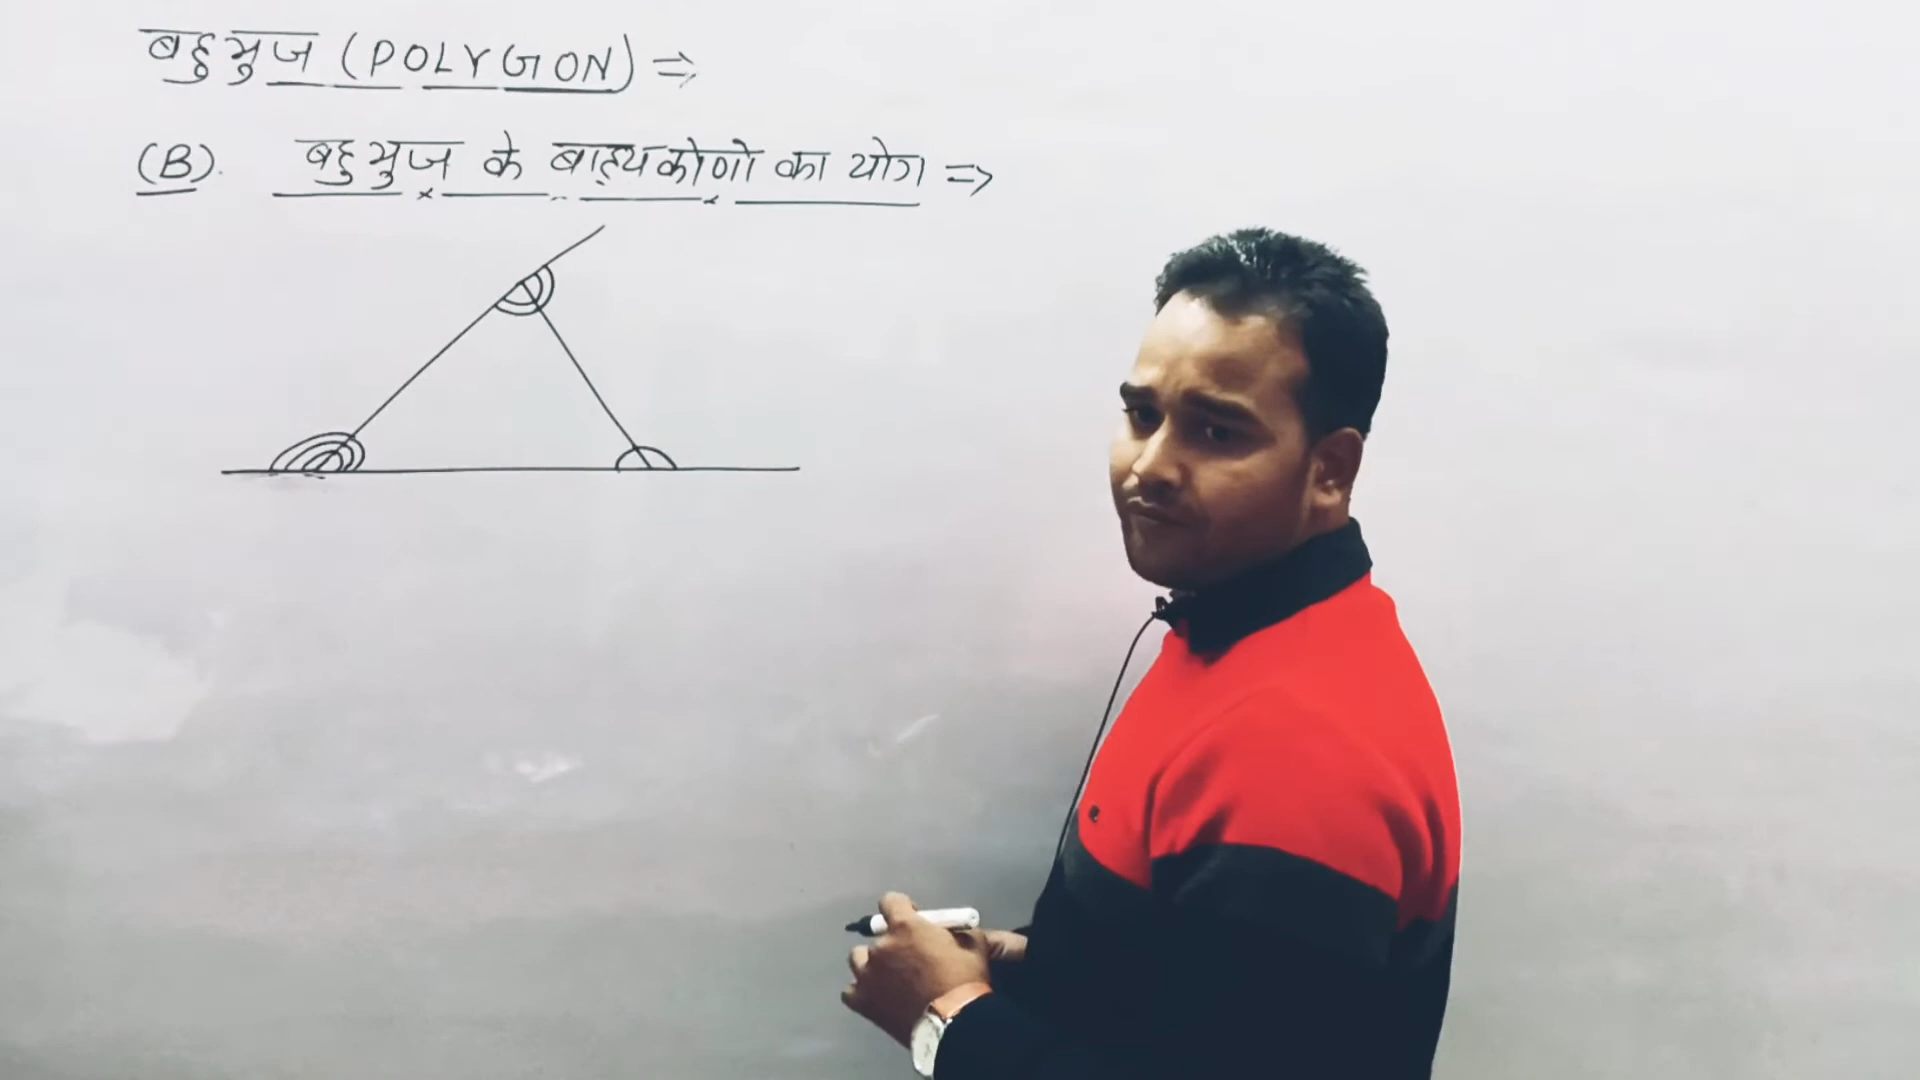 बहुभुज (POLYGON) ⇒
(B). बहुभुज के बाह्यकोणो का योग ⇒